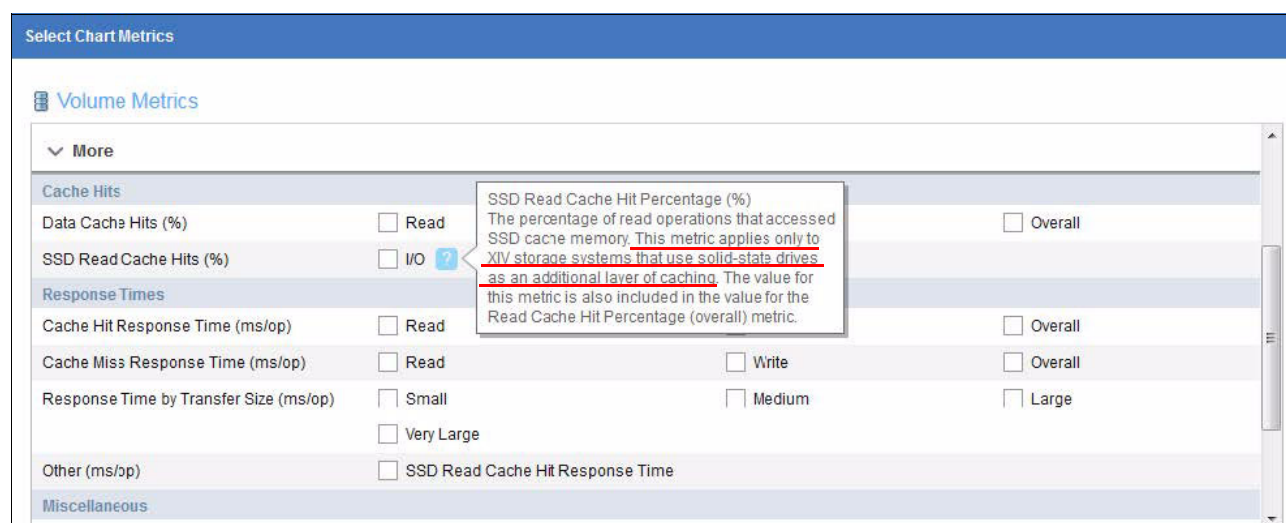 Select Chart Metrics
Volume Metrics
More
Cache Hits
Data Cache Hits (%) Read Overall
SSD Read Cache Hits (%) I/O ?
SSD Read Cache Hit Percentage (%)
The percentage of read operations that accessed
SSD cache memory. This metric applies only to
XIV storage systems that use solid-state drives
as an additional layer of caching. The value for
this metric is also included in the value for the
Read Cache Hit Percentage (overall) metric.
Response Times
Cache Hit Response Time (ms/op) Read Overall
Cache Miss Response Time (ms/op) Read Write Overall
Response Time by Transfer Size (ms/op) Small Medium Large
Very Large
Other (ms/op) SSD Read Cache Hit Response Time
Miscellaneous